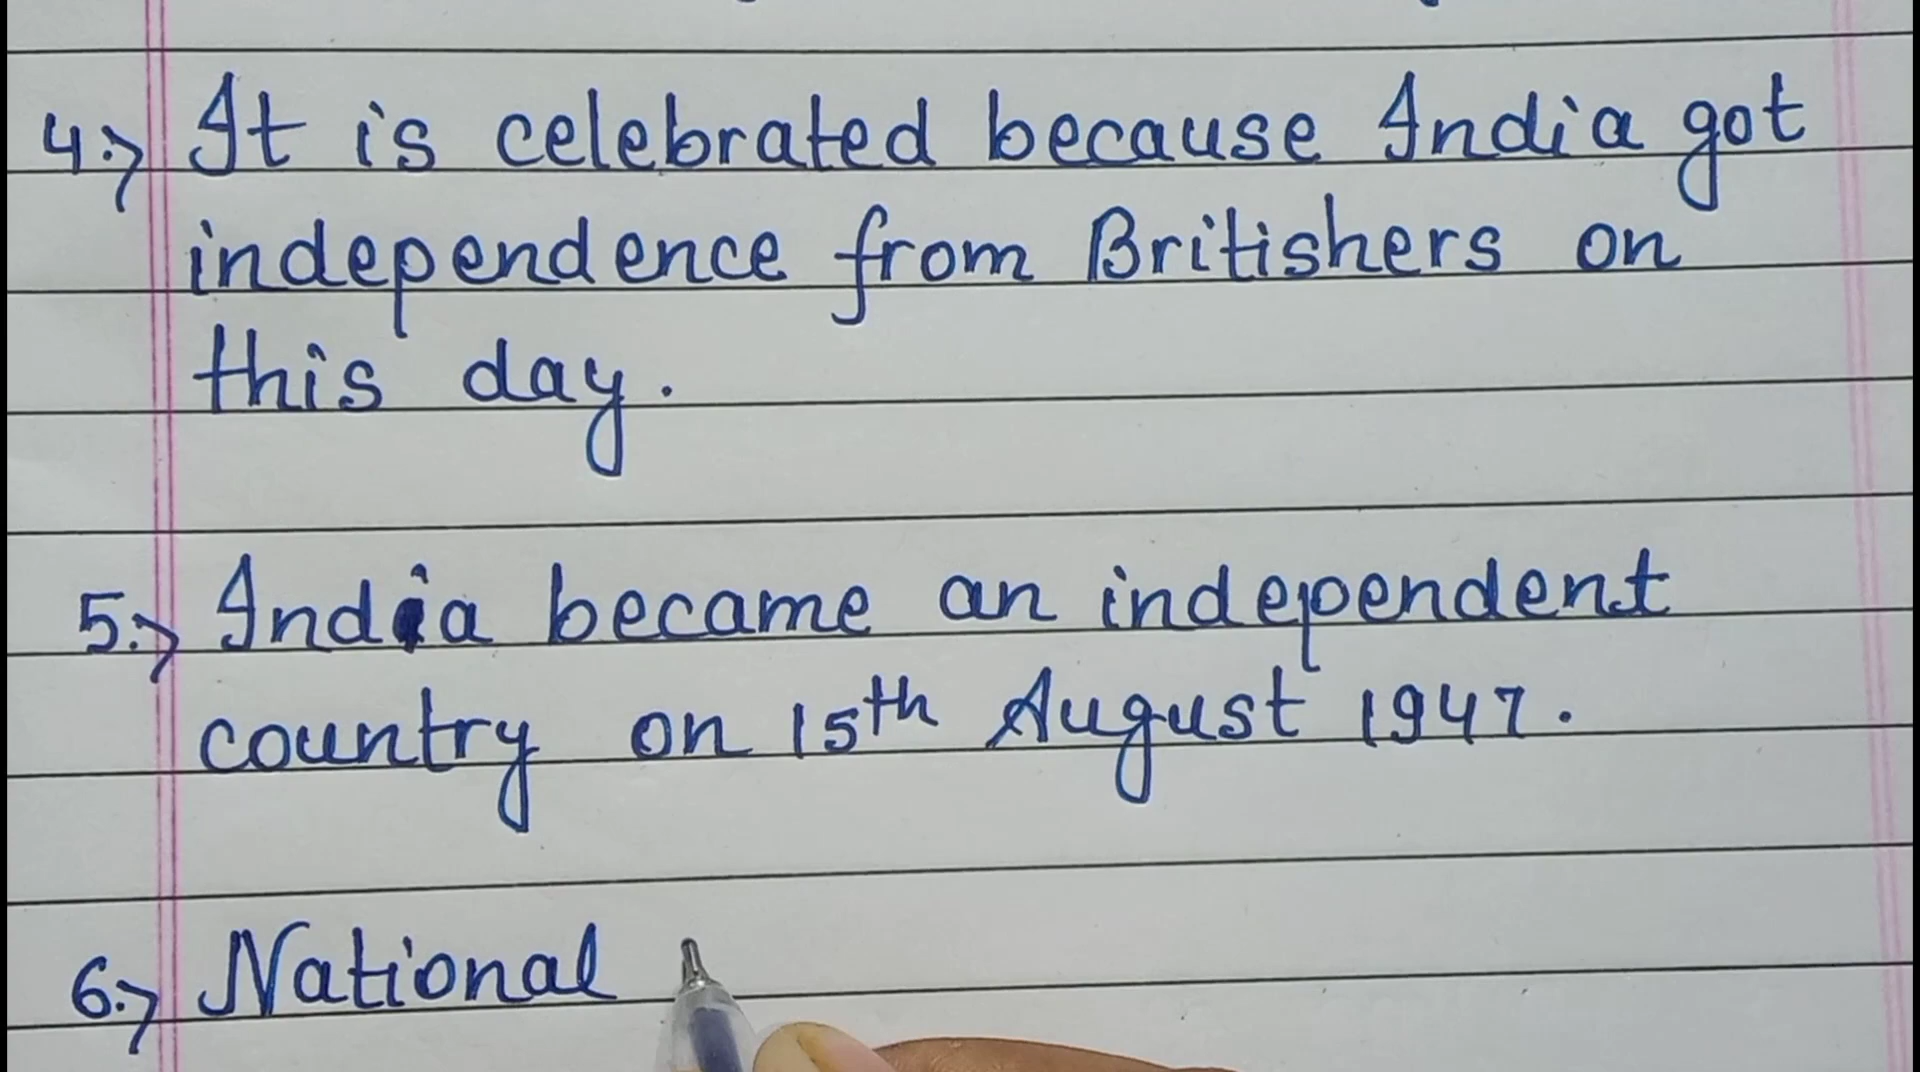 4.> It is celebrated because India got
independence from Britishers on
this day.
5.> India became an independent
country on 15th August 1947.
6.> National